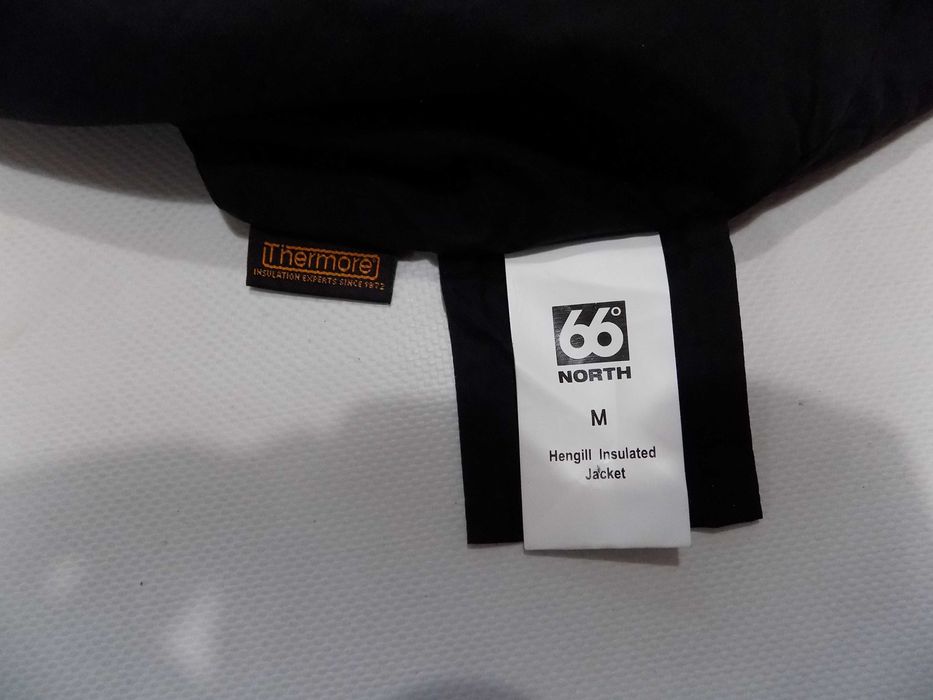 Thermore
INSULATION EXPERTS SINCE 1972
66°
NORTH
M
Hengill Insulated
Jacket